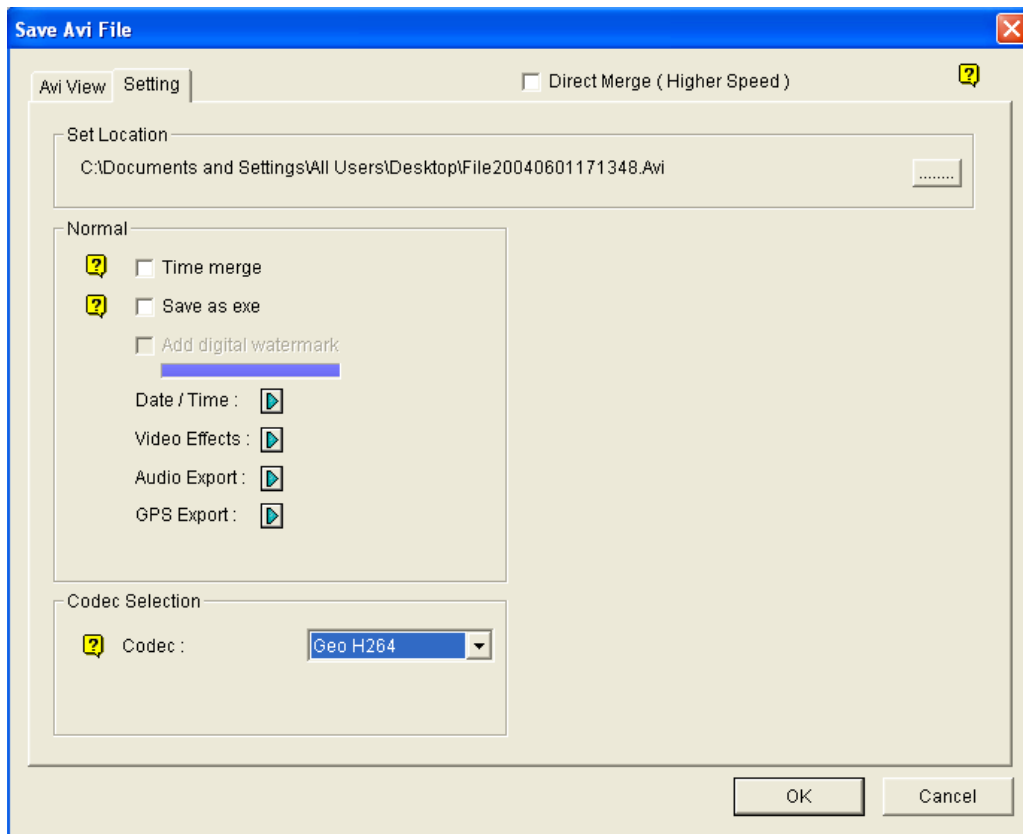 Save Avi File
Avi View Setting Direct Merge ( Higher Speed ) ?
Set Location
C:\Documents and Settings\All Users\Desktop\File20040601171348.Avi ........
Normal
? Time merge
? Save as exe
Add digital watermark
Date / Time :
Video Effects :
Audio Export :
GPS Export :
Codec Selection
? Codec : Geo H264
OK Cancel